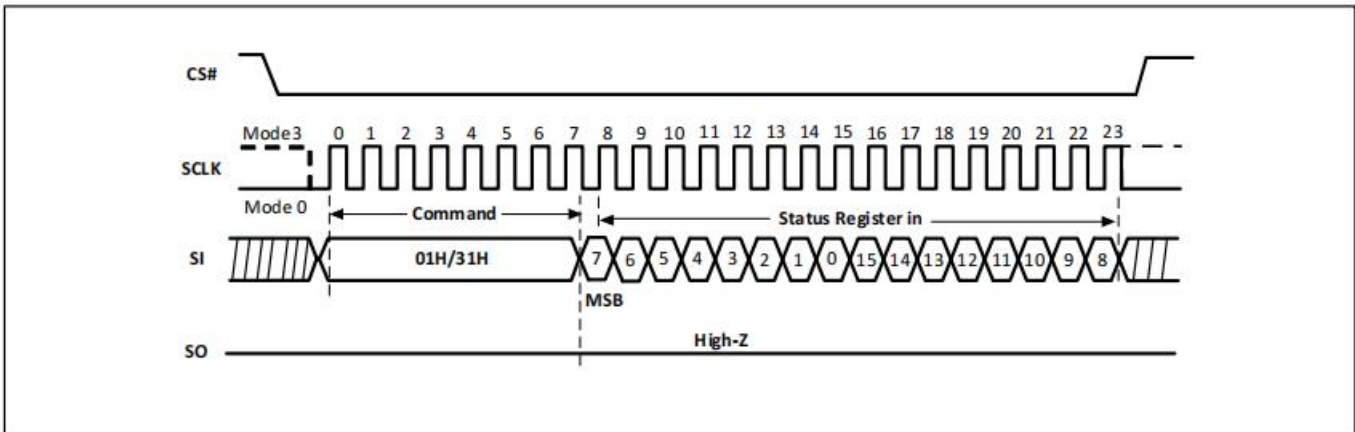 CS#
Mode3 0 1 2 3 4 5 6 7 8 9 10 11 12 13 14 15 16 17 18 19 20 21 22 23
SCLK
Mode 0 Command Status Register in
SI 01H/31H 7 6 5 4 3 2 1 0 15 14 13 12 11 10 9 8
MSB
High-Z
SO